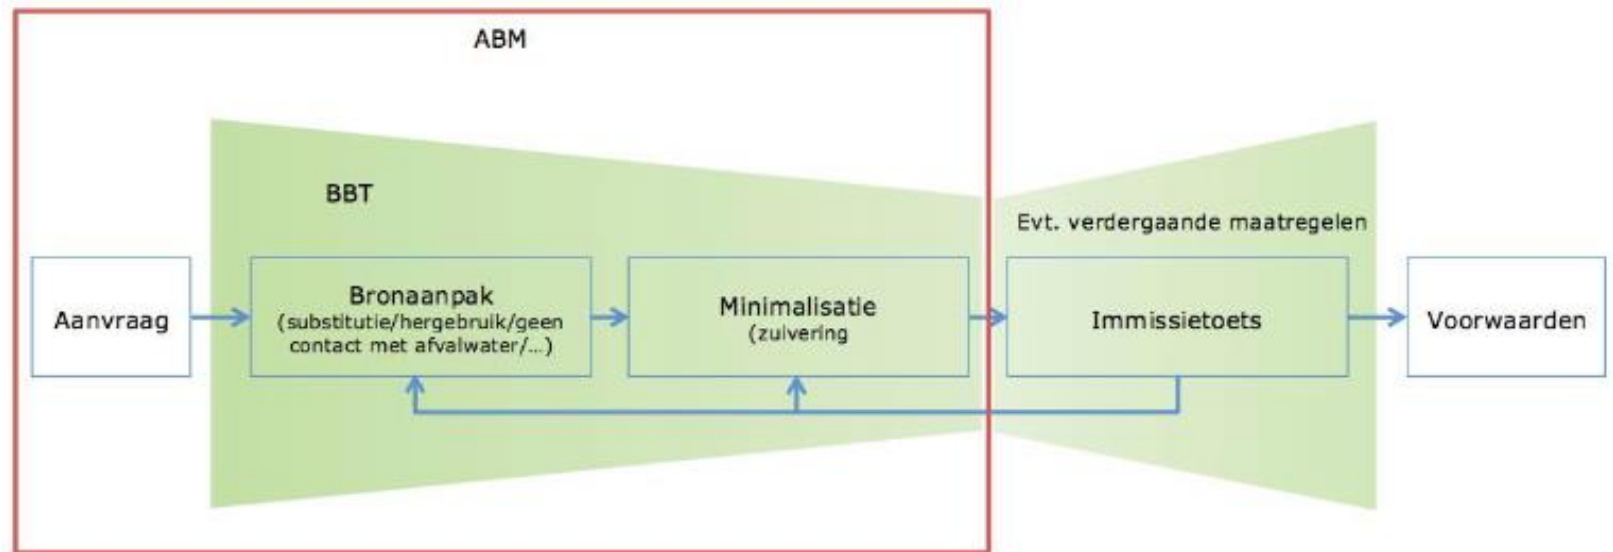 ABM
BBT
Evt. verdergaande maatregelen
Aanvraag
Bronaanpak
(substitutie/hergebruik/geen
contact met afvalwater/...)
Minimalisatie
(zuivering
Immissietoets
Voorwaarden